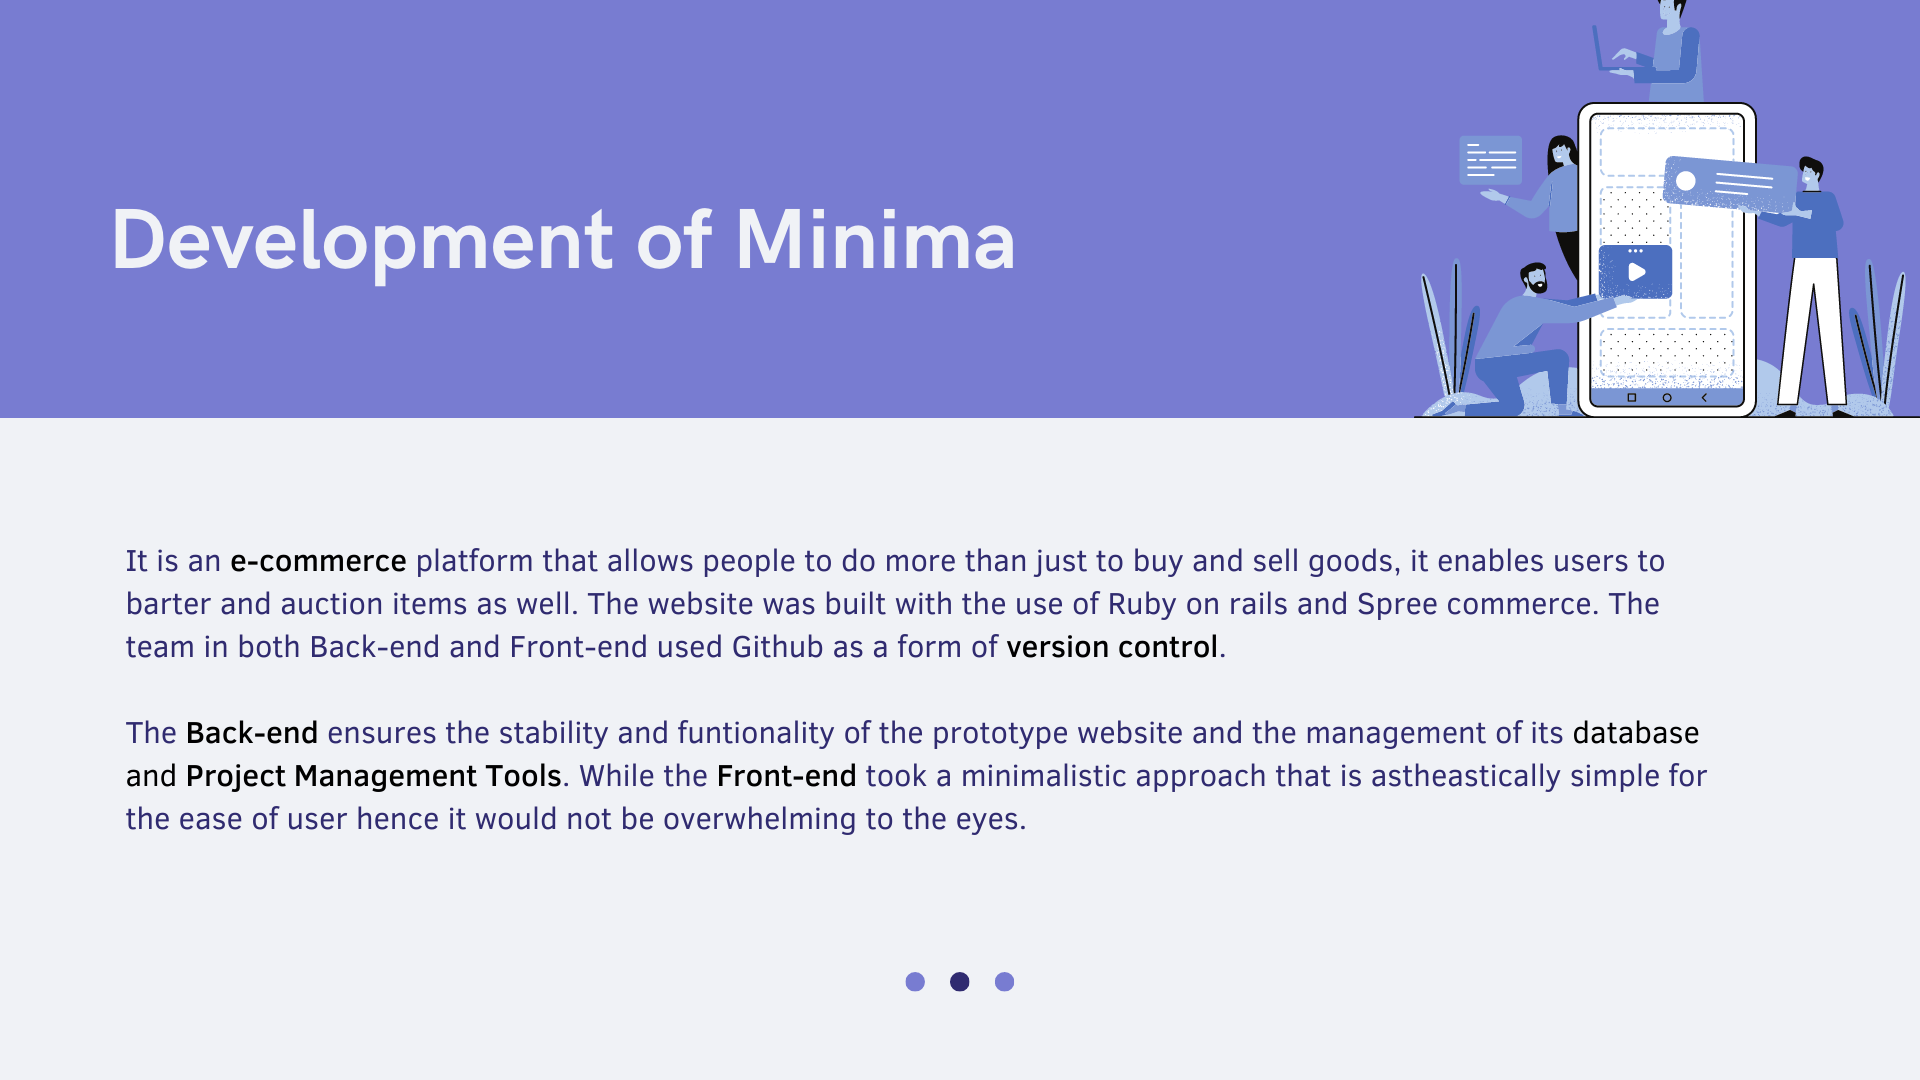 Development of Minima
It is an e-commerce platform that allows people to do more than just to buy and sell goods, it enables users to
barter and auction items as well. The website was built with the use of Ruby on rails and Spree commerce. The
team in both Back-end and Front-end used Github as a form of version control.
The Back-end ensures the stability and funtionality of the prototype website and the management of its database
and Project Management Tools. While the Front-end took a minimalistic approach that is astheastically simple for
the ease of user hence it would not be overwhelming to the eyes.